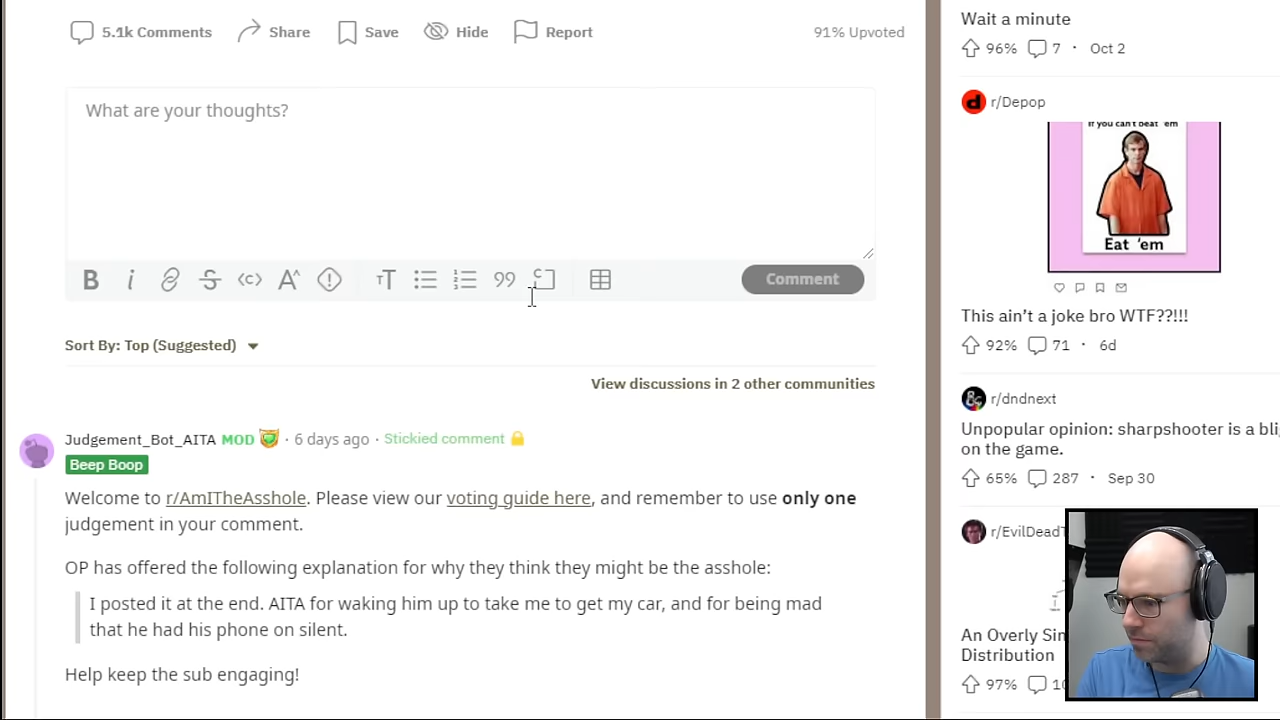 5.1k Comments
Share
Save
Hide
Report
91% Upvoted
What are your thoughts?
Comment
Sort By: Top (Suggested)
View discussions in 2 other communities
Judgement_Bot_AITA MOD · 6 days ago · Stickied comment
Beep Boop
Welcome to r/AmITheAsshole. Please view our voting guide here, and remember to use only one
judgement in your comment.
OP has offered the following explanation for why they think they might be the asshole:
I posted it at the end. AITA for waking him up to take me to get my car, and for being mad
that he had his phone on silent.
Help keep the sub engaging!
Wait a minute
96% 7 · Oct 2
r/Depop
If you can't beat 'em
Eat 'em
This ain't a joke bro WTF??!!!
92% 71 · 6d
r/dndnext
Unpopular opinion: sharpshooter is a bli
on the game.
65% 287 · Sep 30
r/EvilDead
An Overly Sin
Distribution
97% 10